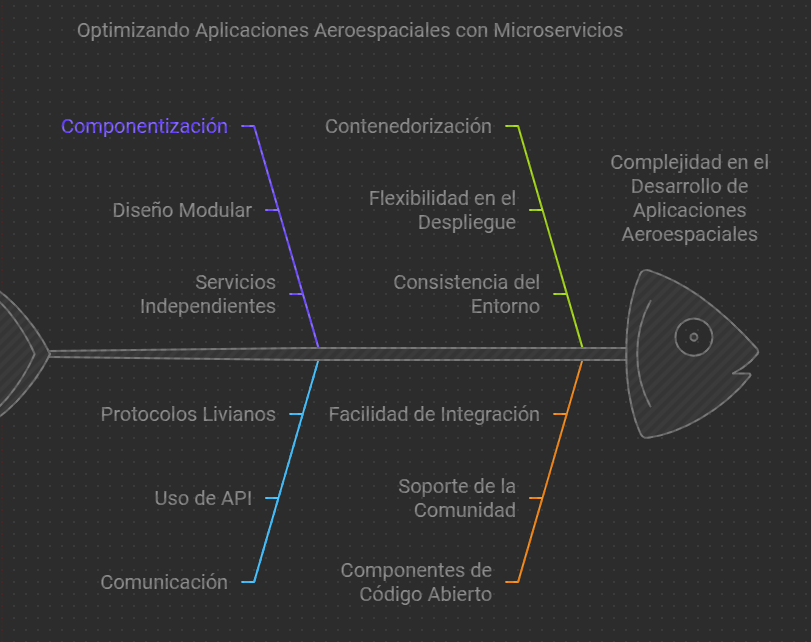 Optimizando Aplicaciones Aeroespaciales con Microservicios
Componentización
Diseño Modular
Servicios
Independientes
Contenedorización
Flexibilidad en el
Despliegue
Consistencia del
Entorno
Complejidad en el
Desarrollo de
Aplicaciones
Aeroespaciales
Protocolos Livianos
Uso de API
Comunicación
Facilidad de Integración
Soporte de la
Comunidad
Componentes de
Código Abierto